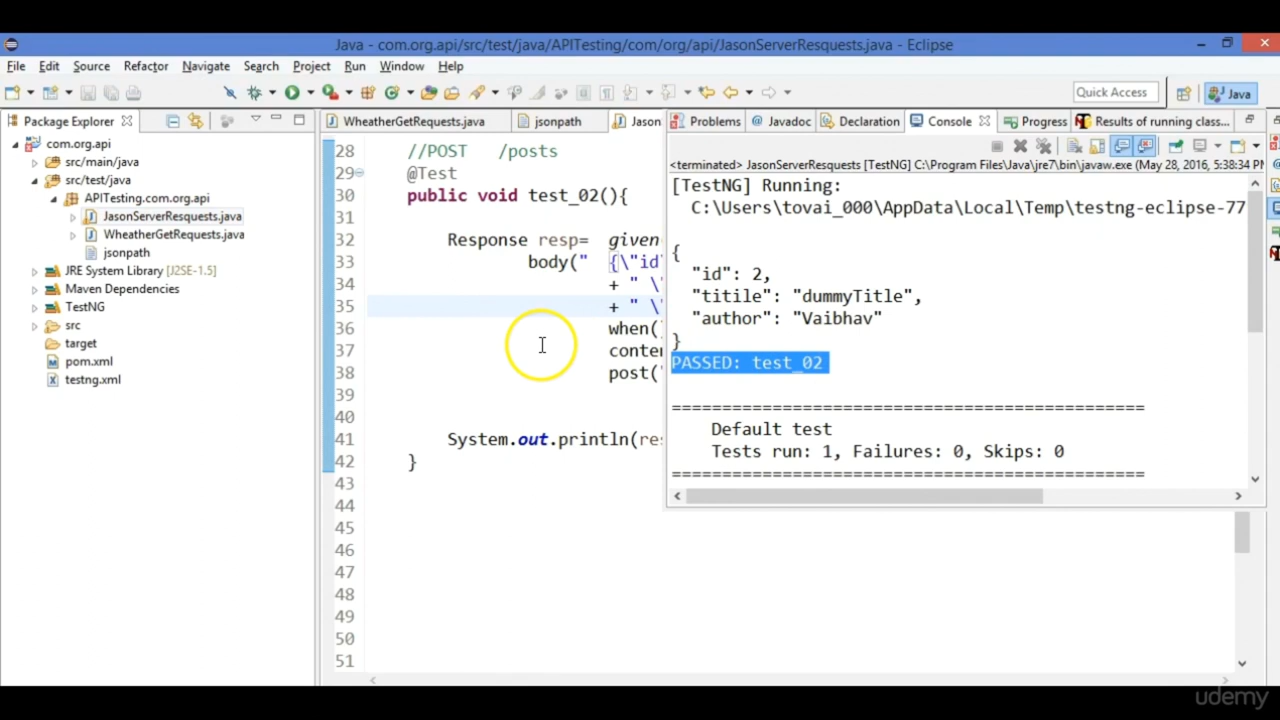 Java - com.org.api/src/test/java/APITesting/com/org/api/JasonServerResquests.java - Eclipse
File Edit Source Refactor Navigate Search Project Run Window Help
Quick Access
Java
Package Explorer
WheatherGetRequests.java
jsonpath
Jason
Problems
Javadoc
Declaration
Console
Progress
Results of running class...
com.org.api
src/main/java
src/test/java
APITesting.com.org.api
JasonServerResquests.java
WheatherGetRequests.java
jsonpath
JRE System Library [J2SE-1.5]
Maven Dependencies
TestNG
src
target
pom.xml
testng.xml
28 //POST /posts
29 @Test
30 public void test_02(){
31
32 Response resp= given(
33 body(" {\"id\
34 + " \"
35 + " \"
36 when()
37 conten
38 post("
39
40
41 System.out.println(res
42 }
43
44
45
46
47
48
49
50
51
<terminated> JasonServerResquests [TestNG] C:\Program Files\Java\jre7\bin\javaw.exe (May 28, 2016, 5:38:34 P
[TestNG] Running:
C:\Users\tovai_000\AppData\Local\Temp\testng-eclipse-77
{
"id": 2,
"titile": "dummyTitle",
"author": "Vaibhav"
}
PASSED: test_02
===============================================
Default test
Tests run: 1, Failures: 0, Skips: 0
===============================================
udemy